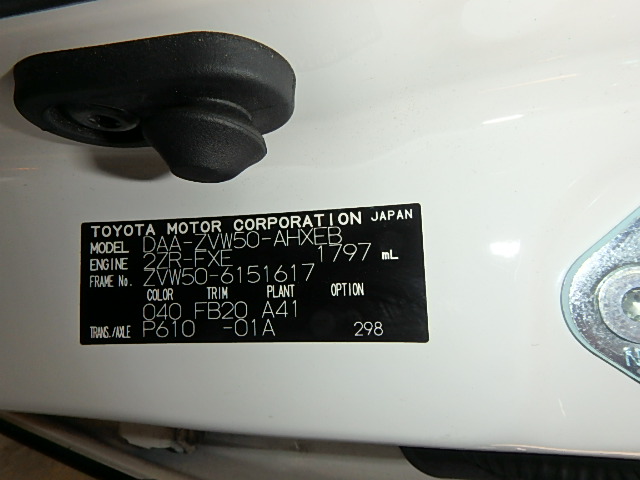 TOYOTA MOTOR CORPORATION JAPAN
MODEL DAA-ZVW50-AHXEB
ENGINE 2ZR-FXE 1797 mL
FRAME No. ZVW50-6151617
COLOR TRIM PLANT OPTION
040 FB20 A41
TRANS./AXLE P610 -01A 298